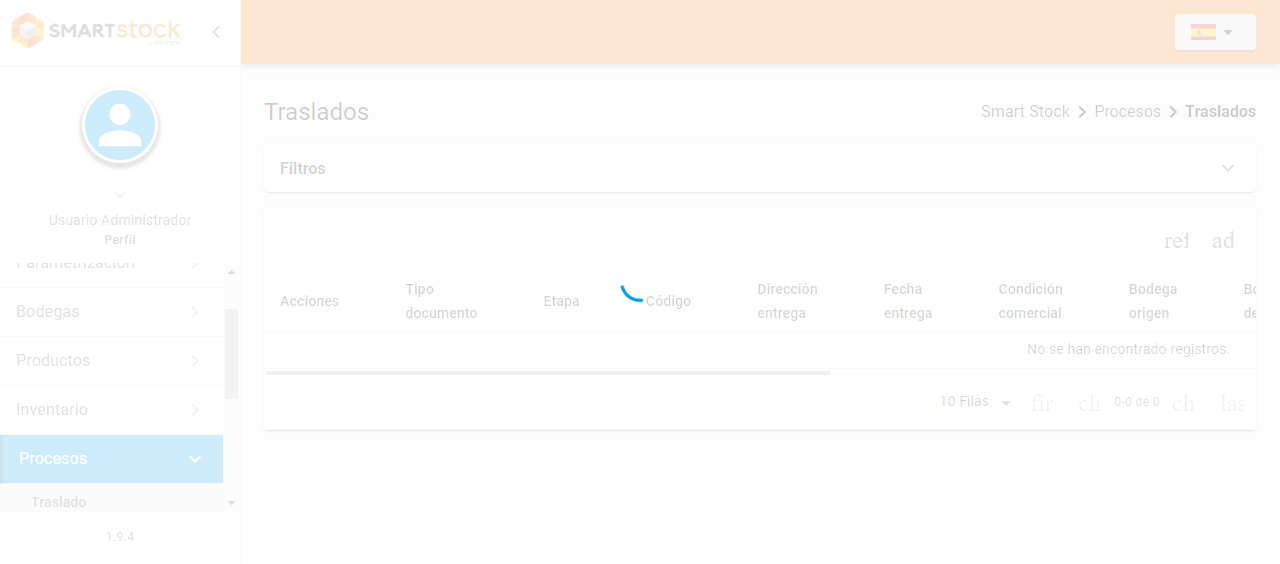 SMARTstock
Usuario Administrador
Perfil
Parametrización
Bodegas
Productos
Inventario
Procesos
Traslado
1.9.4
Traslados
Smart Stock > Procesos > Traslados
Filtros
ref ad
Acciones Tipo documento Etapa Código Dirección entrega Fecha entrega Condición comercial Bodega origen Bo de
No se han encontrado registros.
10 Filas fir ch 0-0 de 0 ch las